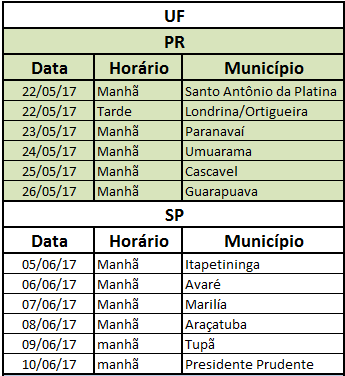 UF
PR
Data Horário Município
22/05/17 Manhã Santo Antônio da Platina
22/05/17 Tarde Londrina/Ortigueira
23/05/17 Manhã Paranavaí
24/05/17 Manhã Umuarama
25/05/17 Manhã Cascavel
26/05/17 Manhã Guarapuava
SP
Data Horário Município
05/06/17 Manhã Itapetininga
06/06/17 Manhã Avaré
07/06/17 Manhã Marilía
08/06/17 Manhã Araçatuba
09/06/17 manhã Tupã
10/06/17 manhã Presidente Prudente